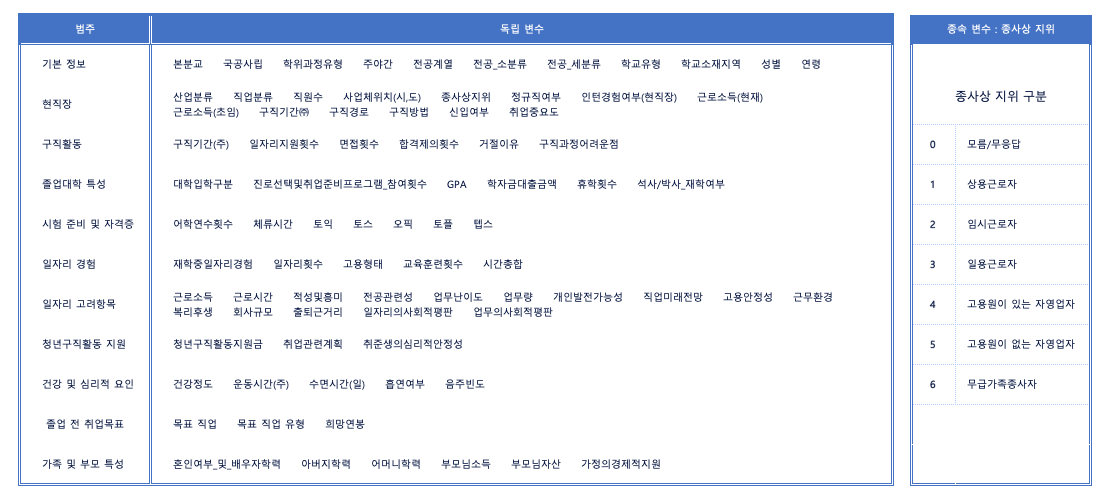 범주 독립 변수
기본 정보 본분교 국공사립 학위과정유형 주야간 전공계열 전공_소분류 전공_세분류 학교유형 학교소재지역 성별 연령
현직장 산업분류 직업분류 직원수 사업체위치(시,도) 종사상지위 정규직여부 인턴경험여부(현직장) 근로소득(현재)
근로소득(초임) 구직기간㈜ 구직경로 구직방법 신입여부 취업중요도
구직활동 구직기간(주) 일자리지원횟수 면접횟수 합격제의횟수 거절이유 구직과정어려운점
졸업대학 특성 대학입학구분 진로선택및취업준비프로그램_참여횟수 GPA 학자금대출금액 휴학횟수 석사/박사_재학여부
시험 준비 및 자격증 어학연수횟수 체류시간 토익 토스 오픽 토플 텝스
일자리 경험 재학중일자리경험 일자리횟수 고용형태 교육훈련횟수 시간총합
일자리 고려항목 근로소득 근로시간 적성및흥미 전공관련성 업무난이도 업무량 개인발전가능성 직업미래전망 고용안정성 근무환경
복리후생 회사규모 출퇴근거리 일자리의사회적평판 업무의사회적평판
청년구직활동 지원 청년구직활동지원금 취업관련계획 취준생의심리적안정성
건강 및 심리적 요인 건강정도 운동시간(주) 수면시간(일) 흡연여부 음주빈도
졸업 전 취업목표 목표 직업 목표 직업 유형 희망연봉
가족 및 부모 특성 혼인여부_및_배우자학력 아버지학력 어머니학력 부모님소득 부모님자산 가정의경제적지원
종속 변수 : 종사상 지위
종사상 지위 구분
0 모름/무응답
1 상용근로자
2 임시근로자
3 일용근로자
4 고용원이 있는 자영업자
5 고용원이 없는 자영업자
6 무급가족종사자